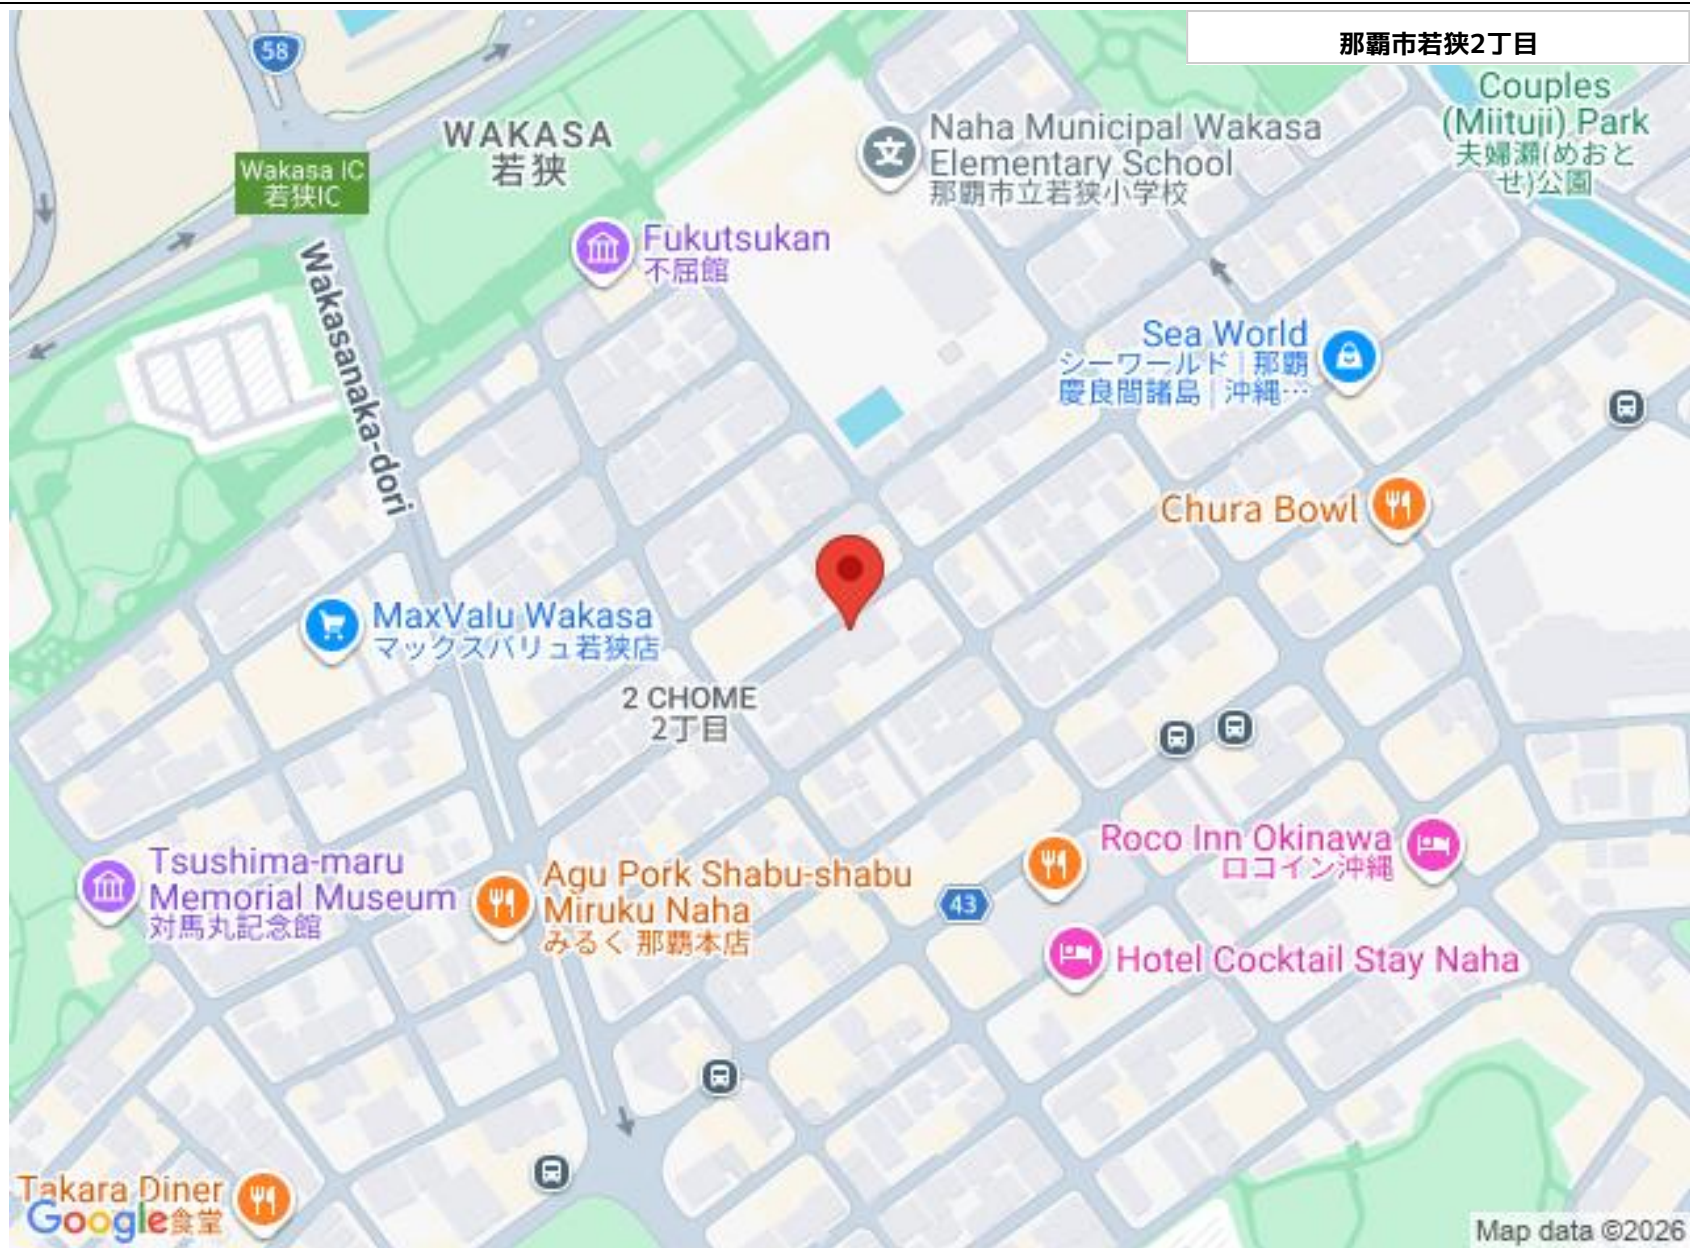 那覇市若狭2丁目
58
Couples
(Miituji) Park
夫婦瀬(めおと
せ)公園
WAKASA
若狭
Naha Municipal Wakasa
Elementary School
那覇市立若狭小学校
文
Wakasa IC
若狭IC
Fukutsukan
不屈館
Wakasanaka-dori
Sea World
シーワールド | 那覇
慶良間諸島 | 沖縄…
Chura Bowl
MaxValu Wakasa
マックスバリュ若狭店
2 CHOME
2丁目
Tsushima-maru
Memorial Museum
対馬丸記念館
Agu Pork Shabu-shabu
Miruku Naha
みるく 那覇本店
Roco Inn Okinawa
ロコイン沖縄
43
Hotel Cocktail Stay Naha
Takara Diner
食堂
Google
Map data ©2026